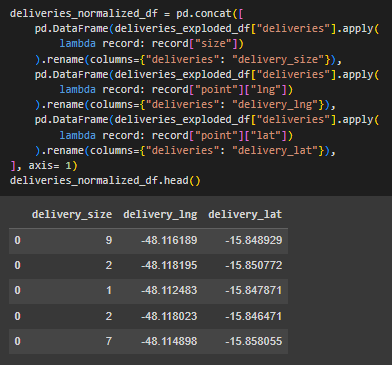 deliveries_normalized_df = pd.concat([
    pd.DataFrame(deliveries_exploded_df["deliveries"].apply(
        lambda record: record["size"])
    ).rename(columns={"deliveries": "delivery_size"}),
    pd.DataFrame(deliveries_exploded_df["deliveries"].apply(
        lambda record: record["point"]["lng"])
    ).rename(columns={"deliveries": "delivery_lng"}),
    pd.DataFrame(deliveries_exploded_df["deliveries"].apply(
        lambda record: record["point"]["lat"])
    ).rename(columns={"deliveries": "delivery_lat"}),
], axis= 1)
deliveries_normalized_df.head()
delivery_size delivery_lng delivery_lat
0 9 -48.116189 -15.848929
0 2 -48.118195 -15.850772
0 1 -48.112483 -15.847871
0 2 -48.118023 -15.846471
0 7 -48.114898 -15.858055